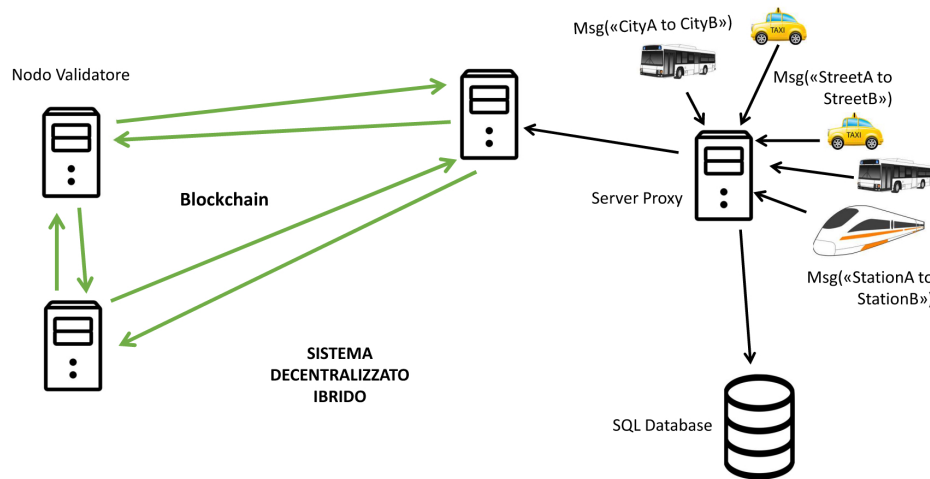 Msg(«CityA to CityB»)
TAXI
Nodo Validatore
Msg(«StreetA to
StreetB»)
TAXI
Blockchain
Server Proxy
Msg(«StationA to
StationB»)
SISTEMA
DECENTRALIZZATO
IBRIDO
SQL Database